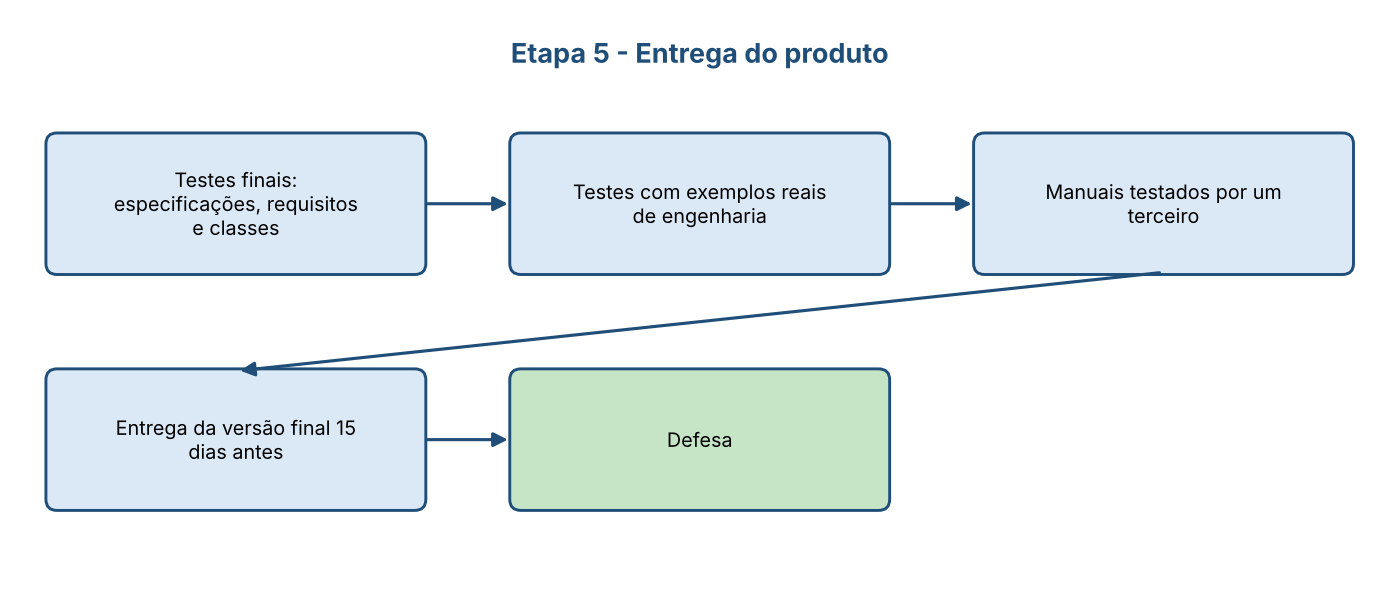 Etapa 5 - Entrega do produto
Testes finais:
especificações, requisitos
e classes
Testes com exemplos reais
de engenharia
Manuais testados por um
terceiro
Entrega da versão final 15
dias antes
Defesa